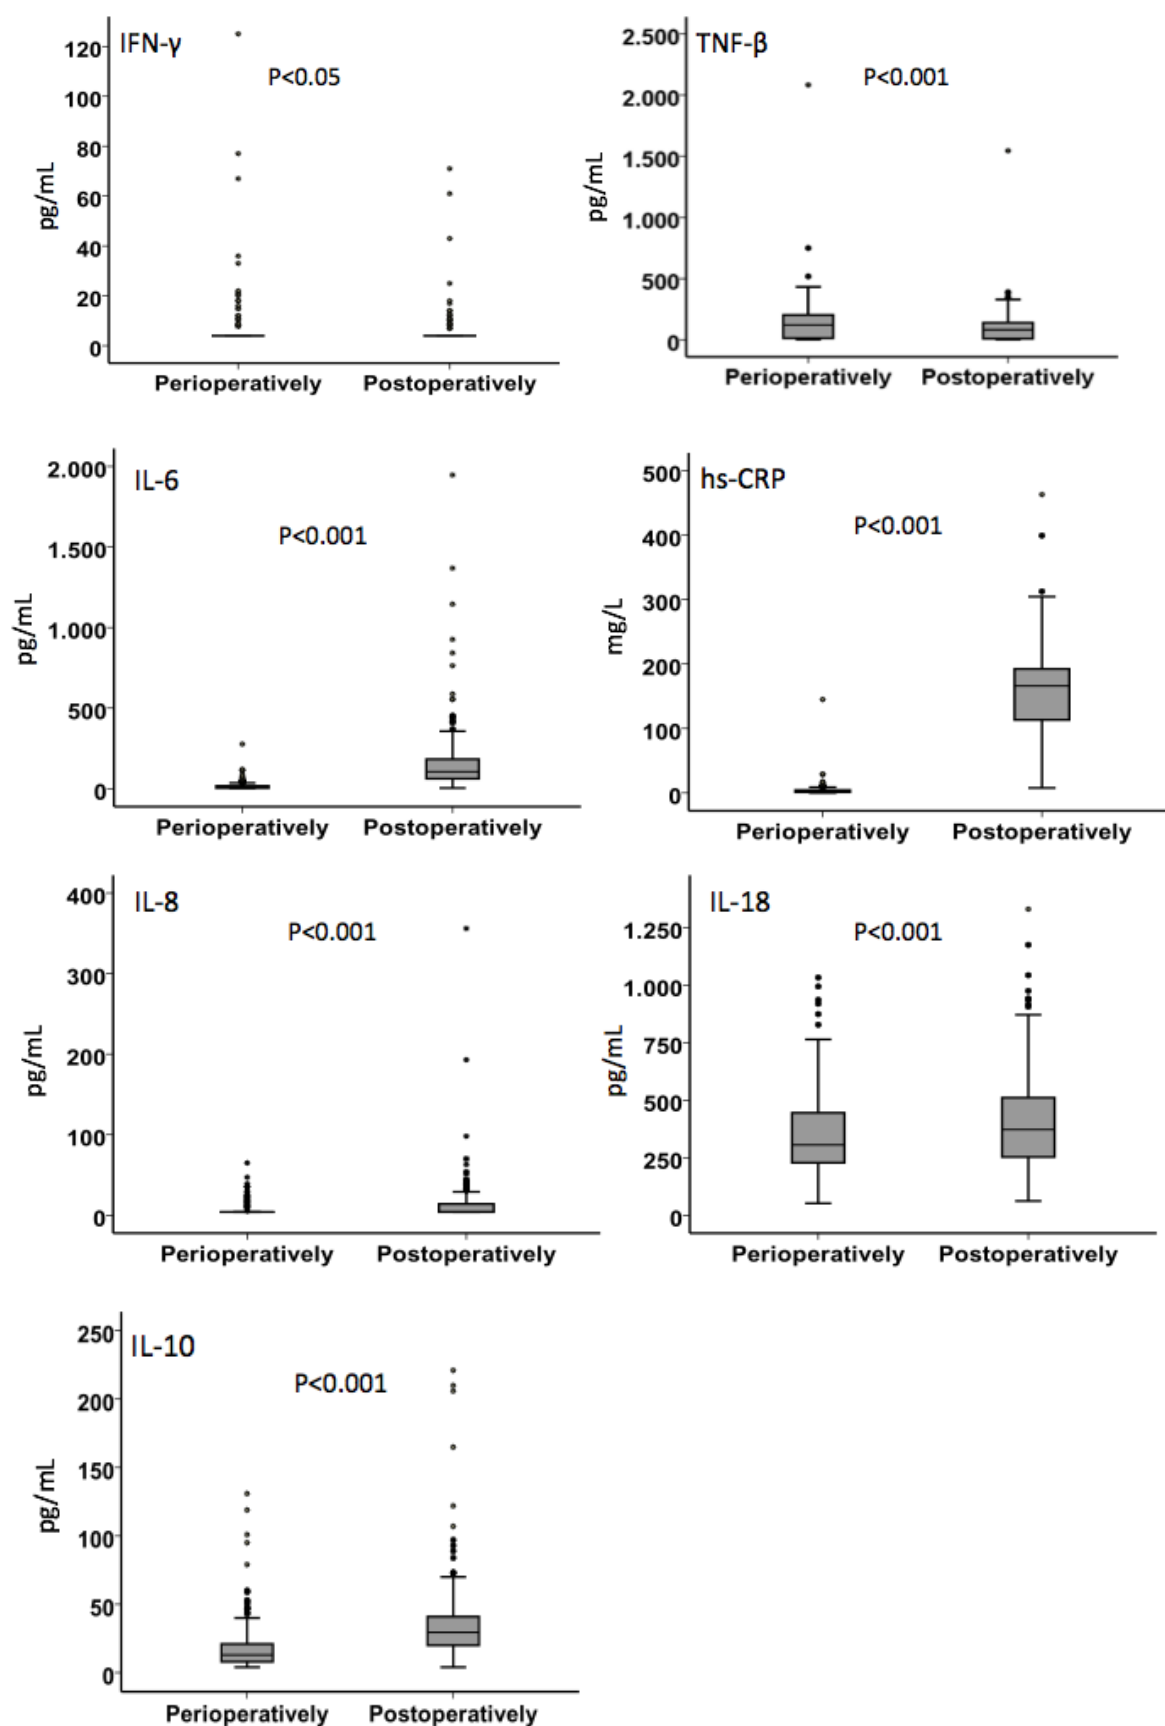 IFN-γ
P<0.05
pg/mL
120
100
80
60
40
20
0
Perioperatively Postoperatively
TNF-β
P<0.001
pg/mL
2.500
2.000
1.500
1.000
500
0
Perioperatively Postoperatively
IL-6
P<0.001
pg/mL
2.000
1.500
1.000
500
0
Perioperatively Postoperatively
hs-CRP
P<0.001
mg/L
500
400
300
200
100
0
Perioperatively Postoperatively
IL-8
P<0.001
pg/mL
400
300
200
100
0
Perioperatively Postoperatively
IL-18
P<0.001
pg/mL
1.250
1.000
750
500
250
0
Perioperatively Postoperatively
IL-10
P<0.001
pg/mL
250
200
150
100
50
0
Perioperatively Postoperatively